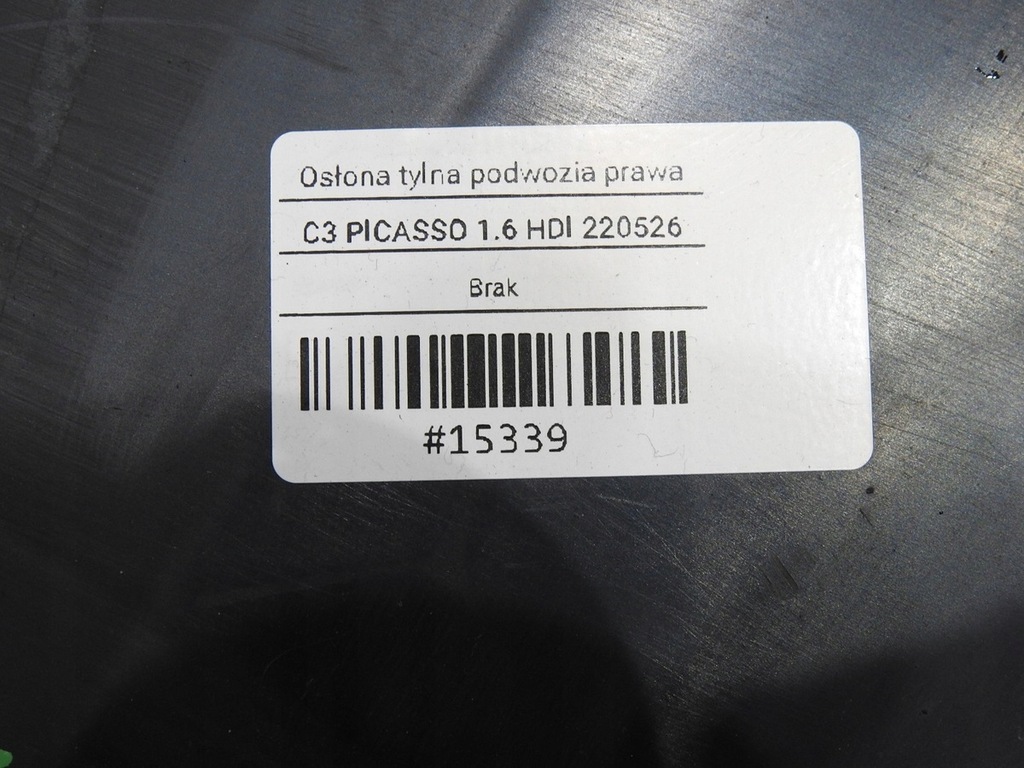 Osłona tylna podwozia prawa
C3 PICASSO 1.6 HDI 220526
Brak
#15339